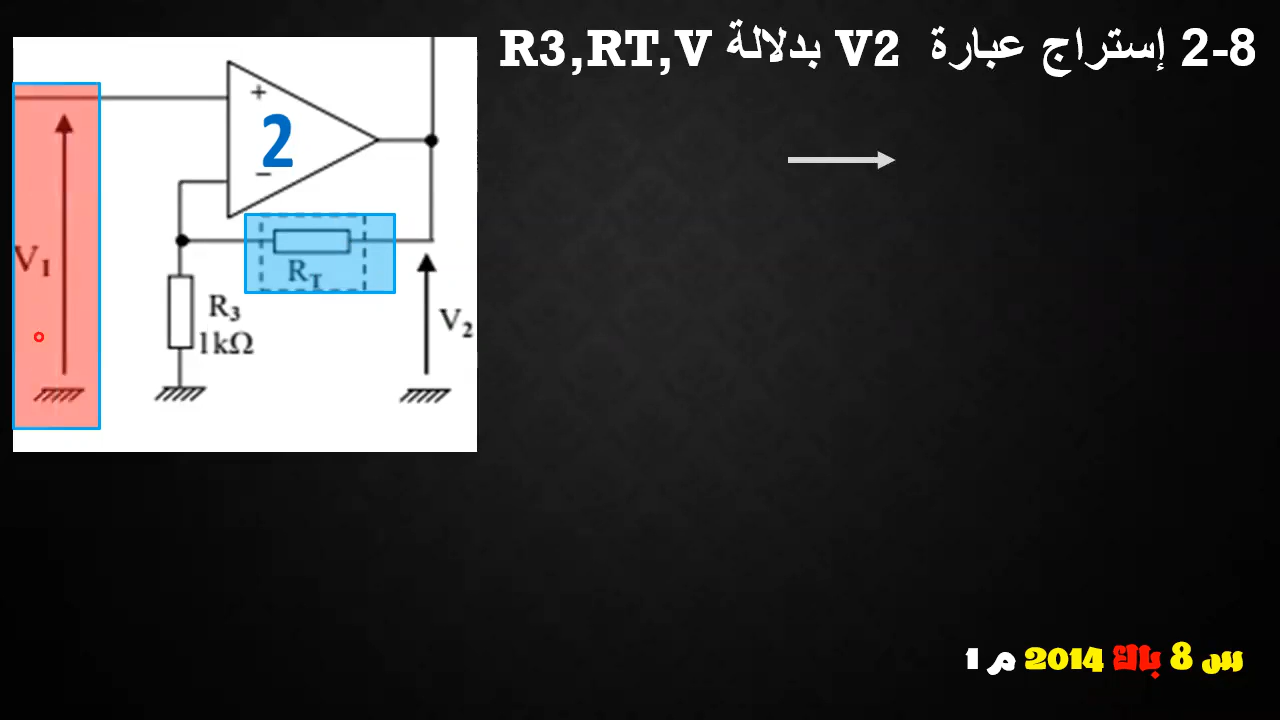 2-8 إستراج عبارة V2 بدلالة R3,RT,V
+
2
−
V1
RT
R3
1kΩ
V2
س 8 باك 2014 م 1